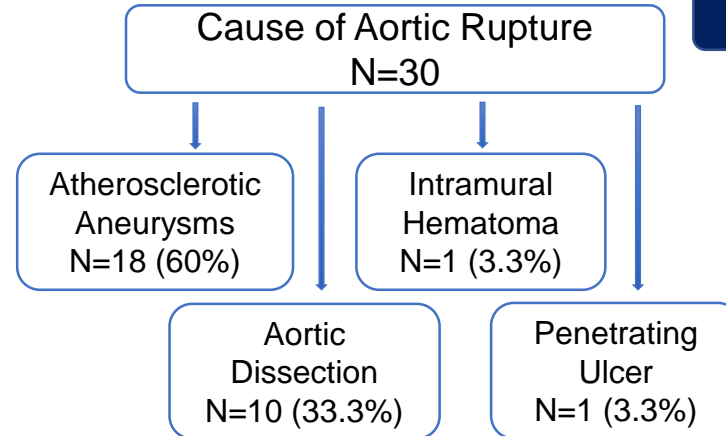 Cause of Aortic Rupture
N=30
Atherosclerotic
Aneurysms
N=18 (60%)
Intramural
Hematoma
N=1 (3.3%)
Aortic
Dissection
N=10 (33.3%)
Penetrating
Ulcer
N=1 (3.3%)